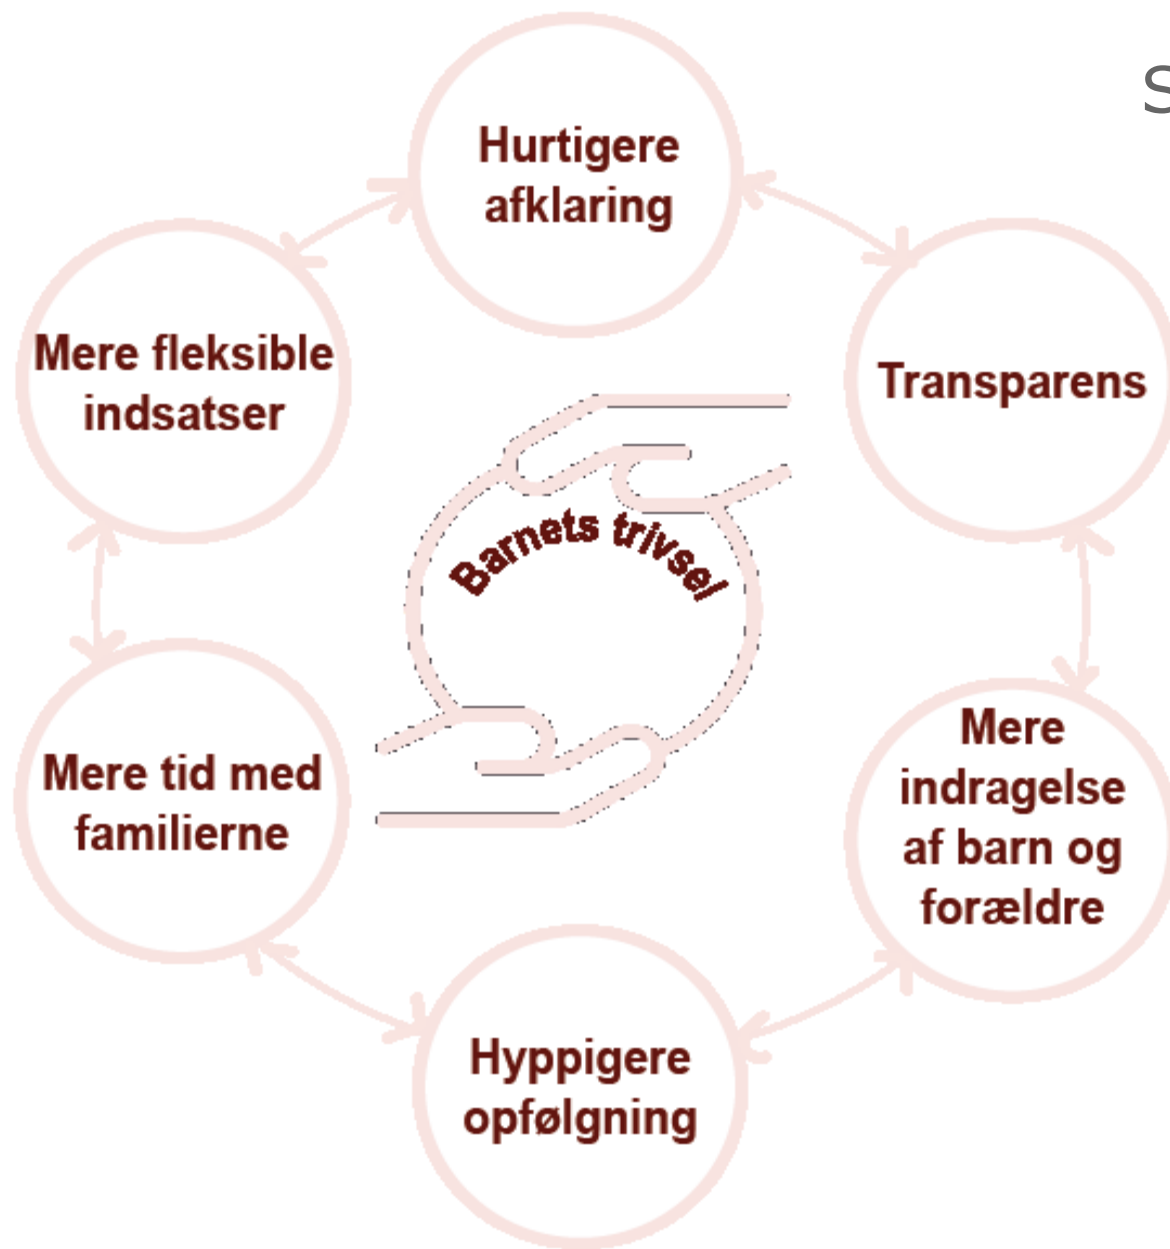 S
Hurtigere
afklaring
Transparens
Mere
indragelse
af barn og
forældre
Hyppigere
opfølgning
Mere tid med
familierne
Mere fleksible
indsatser
Barnets trivsel